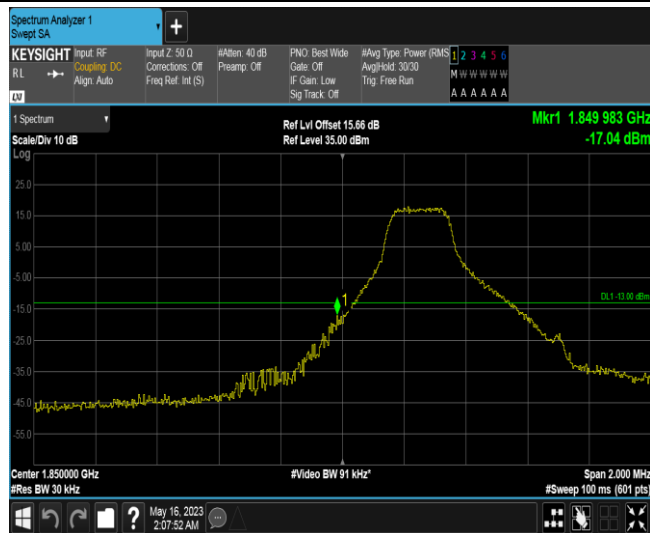 Spectrum Analyzer 1
Swept SA
+
KEYSIGHT
RL
Input: RF
Coupling: DC
Align: Auto
Input Z: 50 Ω
Corrections: Off
Freq Ref: Int (S)
#Atten: 40 dB
Preamp: Off
PNO: Best Wide
Gate: Off
IF Gain: Low
Sig Track: Off
#Avg Type: Power (RMS
Avg|Hold: 30/30
Trig: Free Run
1 2 3 4 5 6
M W W W W W
A A A A A A
1 Spectrum
Scale/Div 10 dB
Log
Ref Lvl Offset 15.66 dB
Ref Level 35.00 dBm
Mkr1 1.849 983 GHz
-17.04 dBm
25.0
15.0
5.00
-5.00
-15.0
-25.0
-35.0
-45.0
-55.0
1
DL1 -13.00 dBm
Center 1.850000 GHz
#Res BW 30 kHz
#Video BW 91 kHz*
Span 2.000 MHz
#Sweep 100 ms (601 pts)
?
May 16, 2023
2:07:52 AM